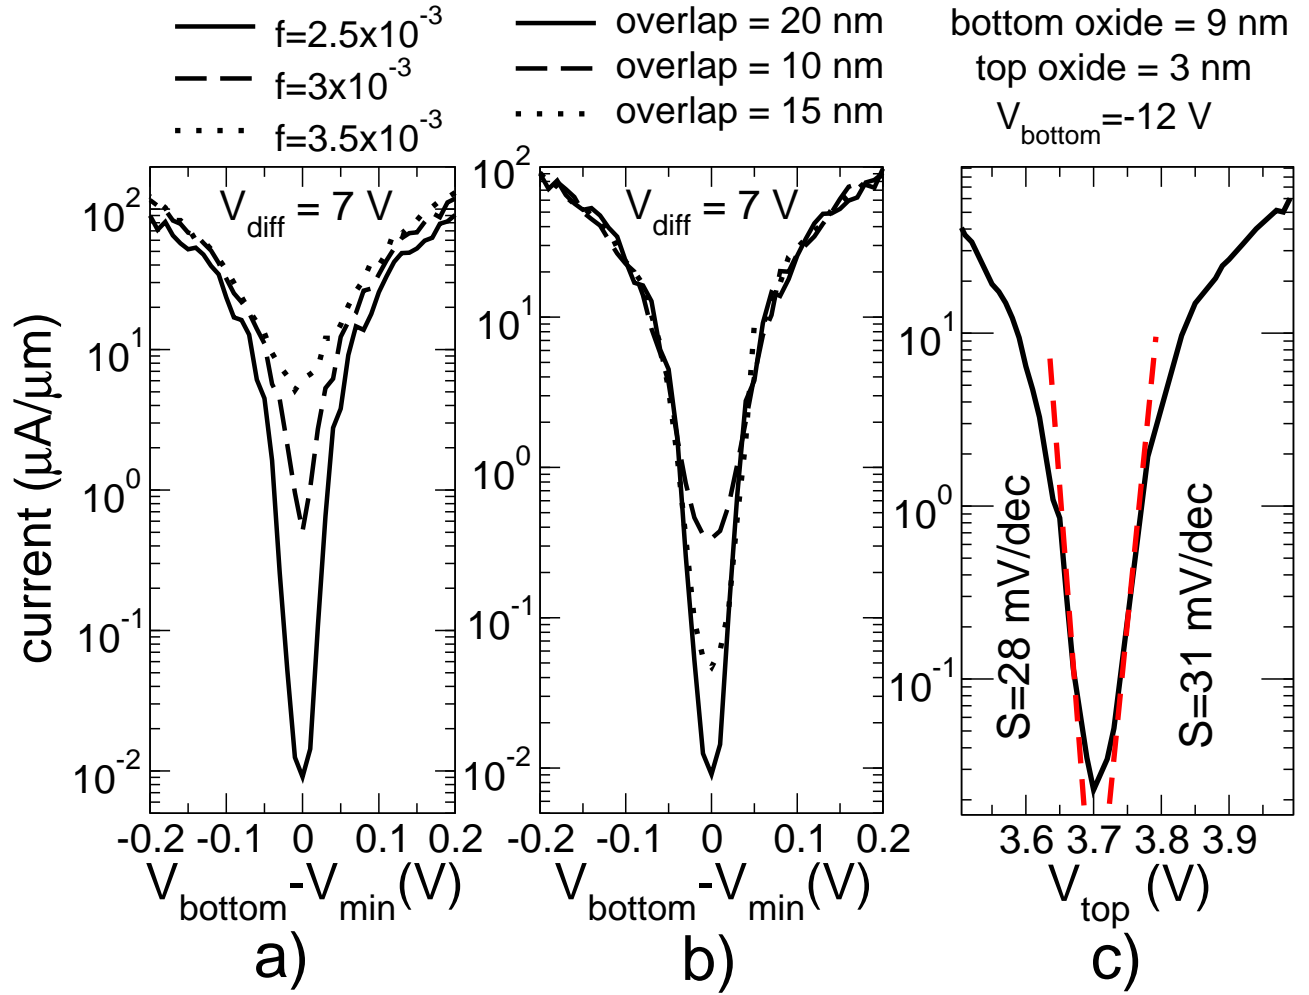 f=2.5x10^-3
f=3x10^-3
f=3.5x10^-3
overlap = 20 nm
overlap = 10 nm
overlap = 15 nm
bottom oxide = 9 nm
top oxide = 3 nm
V_bottom=-12 V
current (μA/μm)
V_diff = 7 V
10^2
10^1
10^0
10^-1
10^-2
-0.2 -0.1 0 0.1 0.2
V_bottom-V_min(V)
a)
V_diff = 7 V
10^2
10^1
10^0
10^-1
10^-2
-0.2 -0.1 0 0.1 0.2
V_bottom-V_min(V)
b)
10^1
10^0
10^-1
S=28 mV/dec
S=31 mV/dec
3.6 3.7 3.8 3.9
V_top (V)
c)